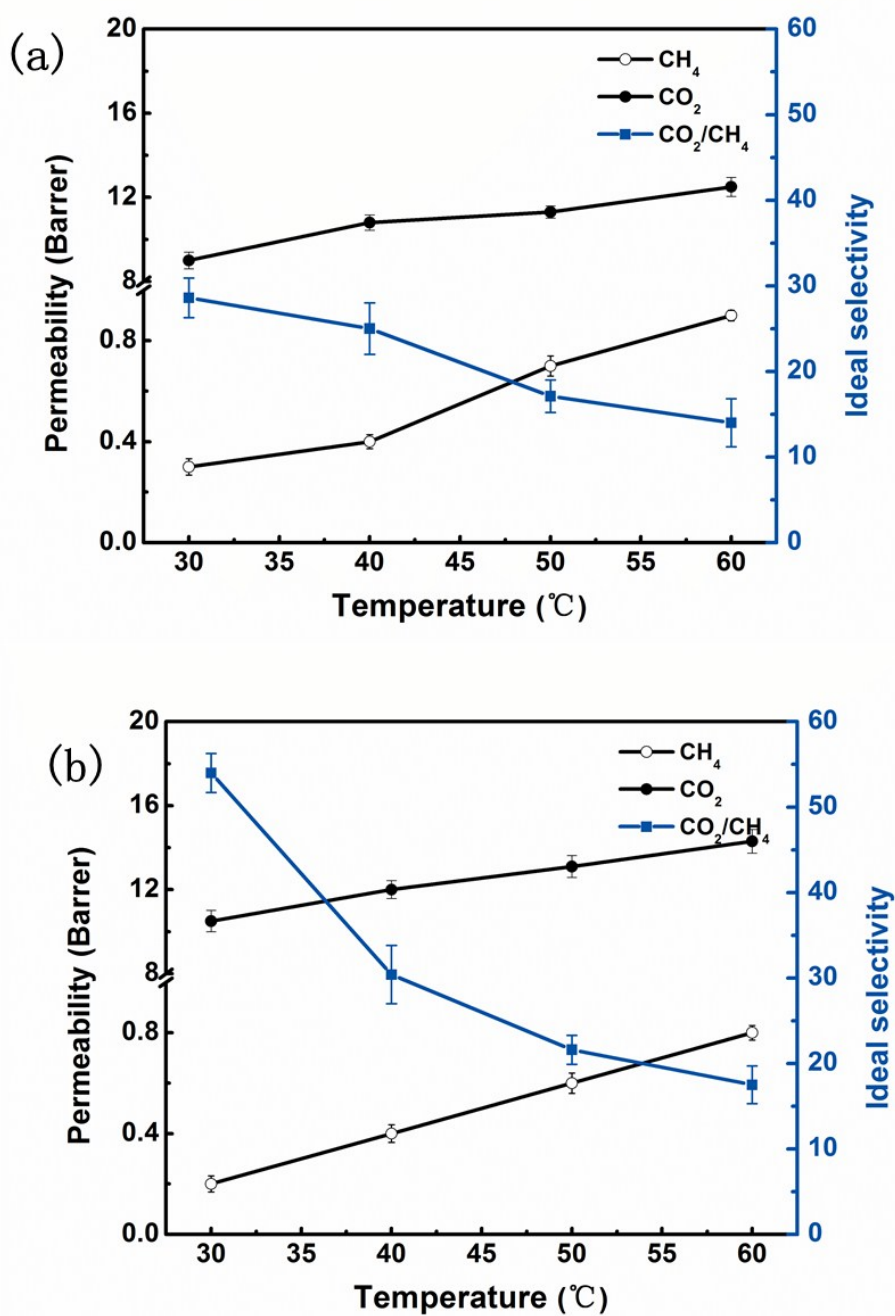 (a)
CH₄
CO₂
CO₂/CH₄
Permeability (Barrer)
20
16
12
8
0.8
0.4
0.0
60
50
40
30
20
10
0
Ideal selectivity
30 35 40 45 50 55 60
Temperature (℃)
(b)
CH₄
CO₂
CO₂/CH₄
Permeability (Barrer)
20
16
12
8
0.8
0.4
0.0
60
50
40
30
20
10
0
Ideal selectivity
30 35 40 45 50 55 60
Temperature (℃)